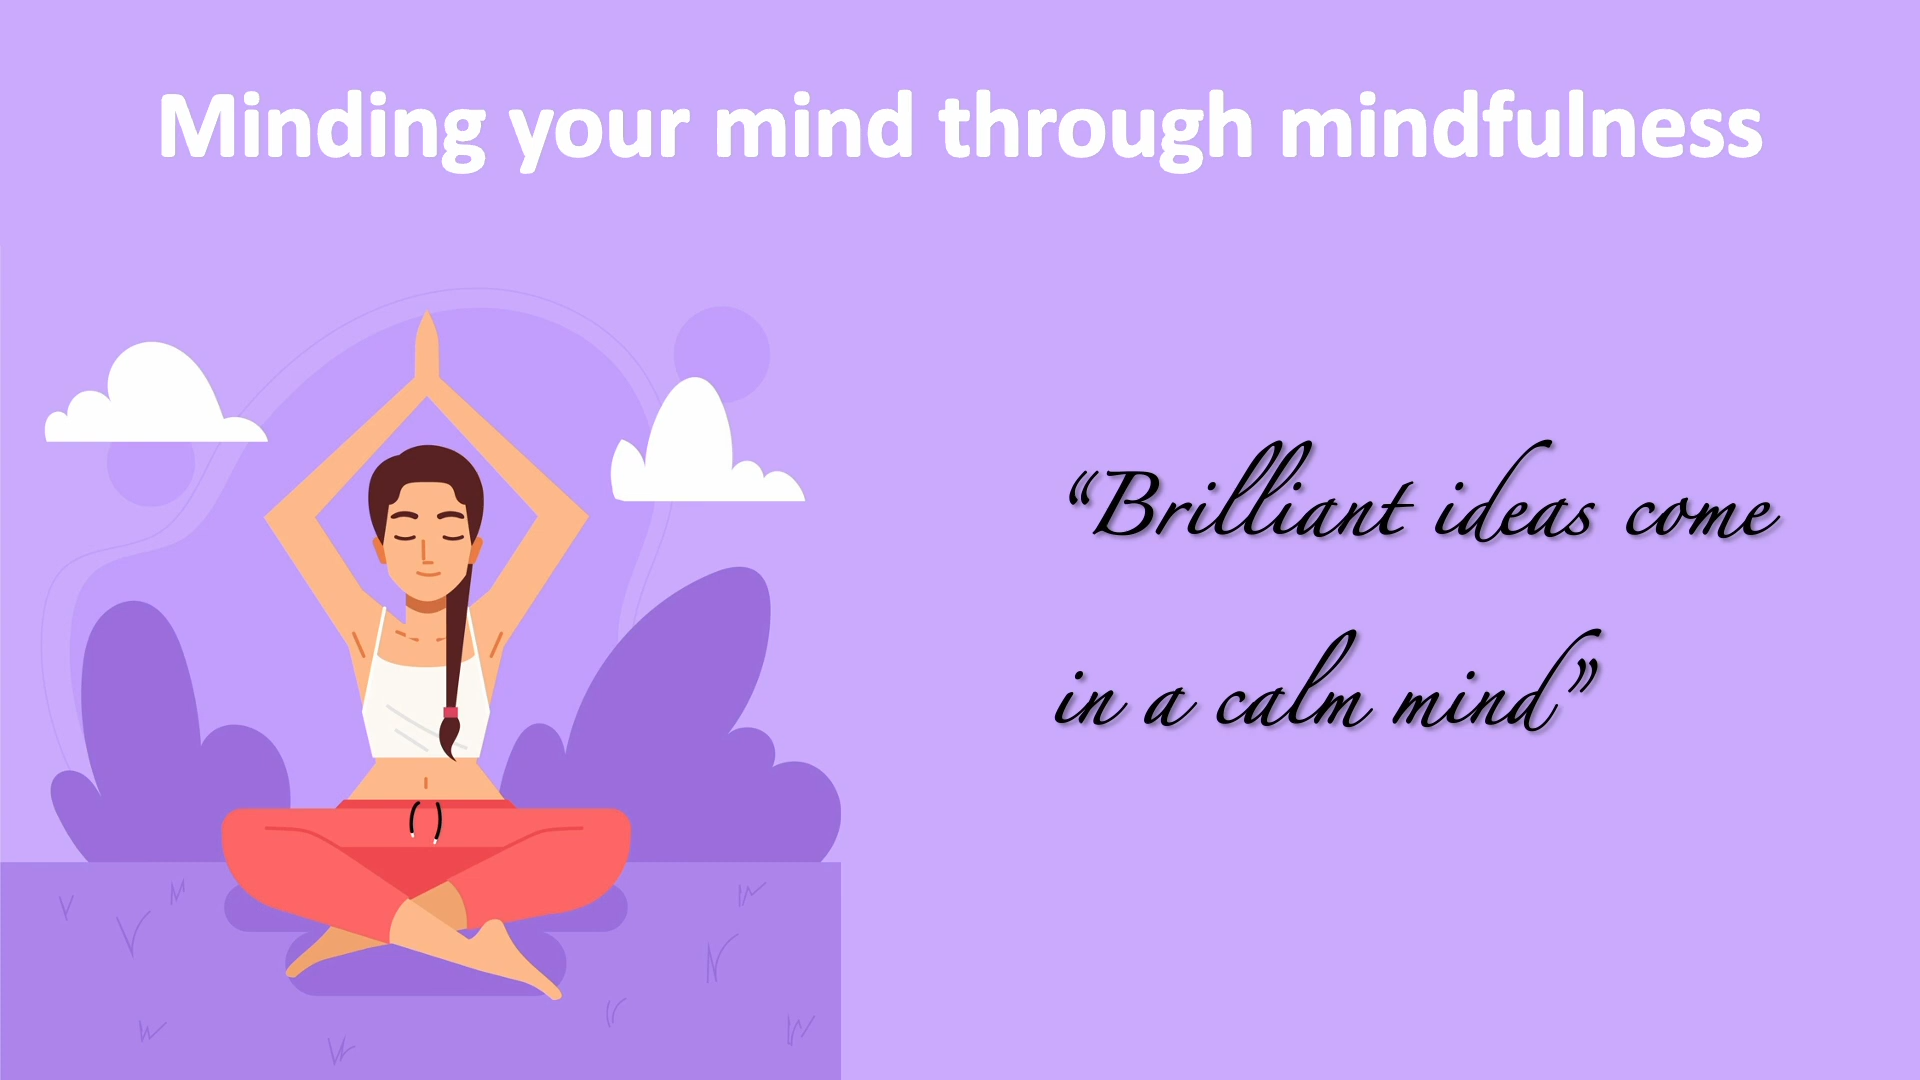 Minding your mind through mindfulness
“Brilliant ideas come
in a calm mind”